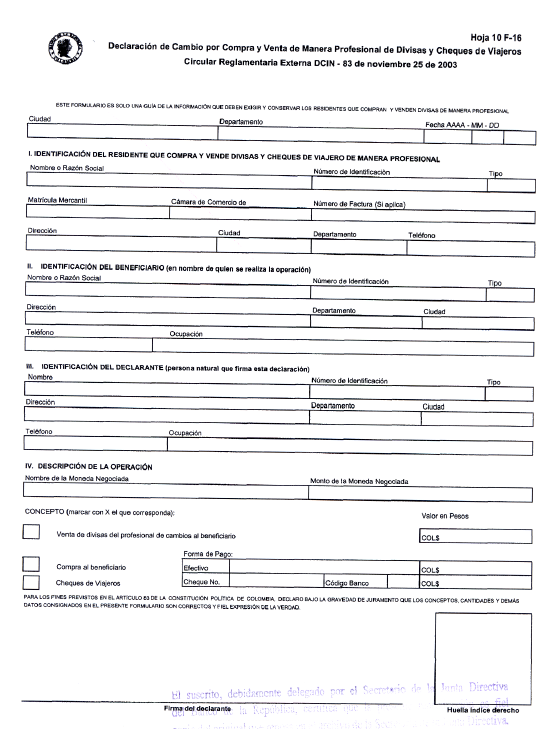 Hoja 10 F-16
Declaración de Cambio por Compra y Venta de Manera Profesional de Divisas y Cheques de Viajeros
Circular Reglamentaria Externa DCIN - 83 de noviembre 25 de 2003
ESTE FORMULARIO ES SOLO UNA GUÍA DE LA INFORMACIÓN QUE DEBEN EXIGIR Y CONSERVAR LOS RESIDENTES QUE COMPRAN Y VENDEN DIVISAS DE MANERA PROFESIONAL
Ciudad Departamento Fecha AAAA - MM - DD
I. IDENTIFICACIÓN DEL RESIDENTE QUE COMPRA Y VENDE DIVISAS Y CHEQUES DE VIAJERO DE MANERA PROFESIONAL
Nombre o Razón Social Número de Identificación Tipo
Matrícula Mercantil Cámara de Comercio de Número de Factura (Si aplica)
Dirección Ciudad Departamento Teléfono
II. IDENTIFICACIÓN DEL BENEFICIARIO (en nombre de quien se realiza la operación)
Nombre o Razón Social Número de Identificación Tipo
Dirección Departamento Ciudad
Teléfono Ocupación
III. IDENTIFICACIÓN DEL DECLARANTE (persona natural que firma esta declaración)
Nombre Número de Identificación Tipo
Dirección Departamento Ciudad
Teléfono Ocupación
IV. DESCRIPCIÓN DE LA OPERACIÓN
Nombre de la Moneda Negociada Monto de la Moneda Negociada
CONCEPTO (marcar con X el que corresponda): Valor en Pesos
Venta de divisas del profesional de cambios al beneficiario COL$
Forma de Pago:
Compra al beneficiario Efectivo COL$
Cheques de Viajeros Cheque No. Código Banco COL$
PARA LOS FINES PREVISTOS EN EL ARTÍCULO 83 DE LA CONSTITUCIÓN POLÍTICA DE COLOMBIA, DECLARO BAJO LA GRAVEDAD DE JURAMENTO QUE LOS CONCEPTOS, CANTIDADES Y DEMÁS
DATOS CONSIGNADOS EN EL PRESENTE FORMULARIO SON CORRECTOS Y FIEL EXPRESIÓN DE LA VERDAD.
El suscrito, debidamente delegado por el Secretario de la Junta Directiva
del Banco de la República, certifica que fiel
Firma del declarante Huella índice derecho
Directiva,